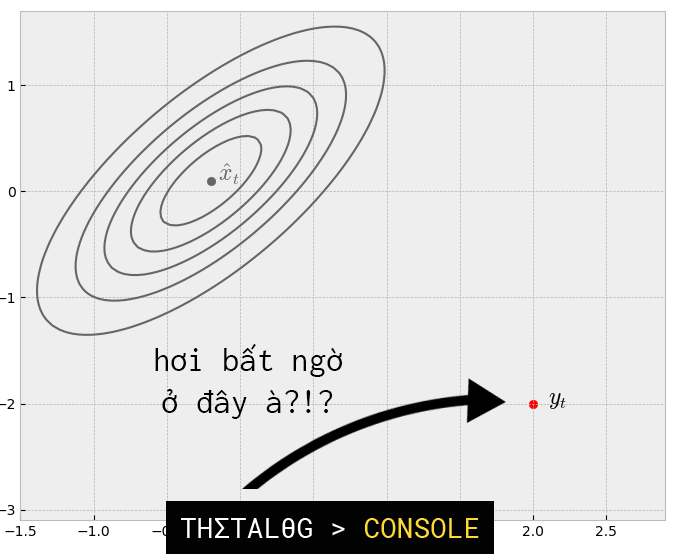 1
0
−1
−2
−3
x̂ₜ
hơi bất ngờ
ở đây à?!?
yₜ
−1.5
−1.0
−0
2.0
2.5
THΣTALθG > CONSOLE